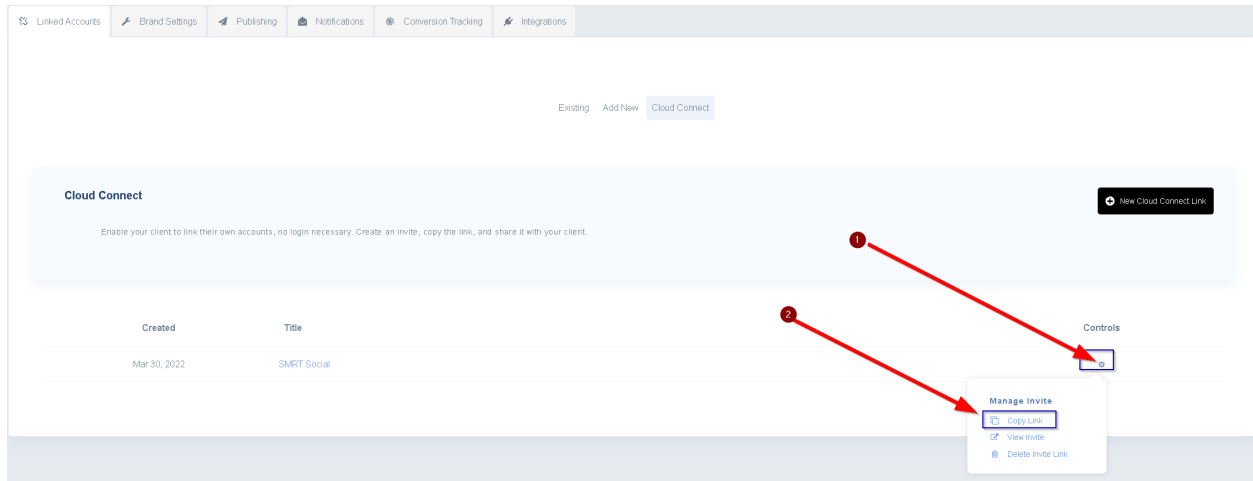 Linked Accounts Brand Settings Publishing Notifications Conversion Tracking Integrations
Existing Add New Cloud Connect
Cloud Connect
New Cloud Connect Link
Enable your client to link their own accounts, no login necessary. Create an invite, copy the link, and share it with your client.
1
2
Created Title Controls
Mar 30, 2022 SMRT Social
Manage Invite
Copy Link
View Invite
Delete Invite Link